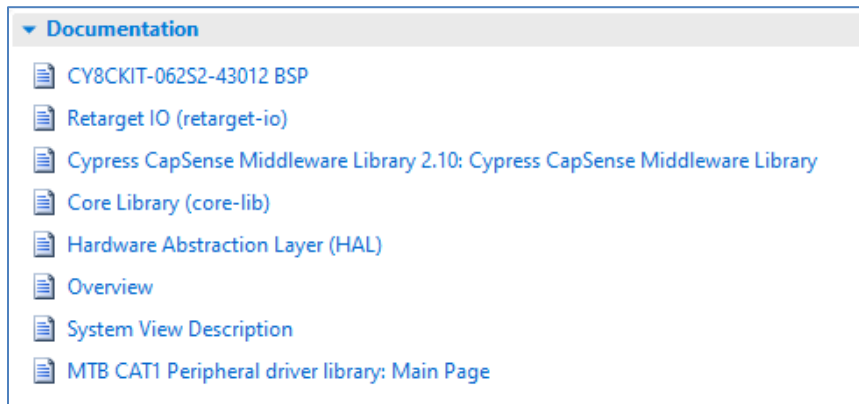 Documentation
CY8CKIT-062S2-43012 BSP
Retarget IO (retarget-io)
Cypress CapSense Middleware Library 2.10: Cypress CapSense Middleware Library
Core Library (core-lib)
Hardware Abstraction Layer (HAL)
Overview
System View Description
MTB CAT1 Peripheral driver library: Main Page